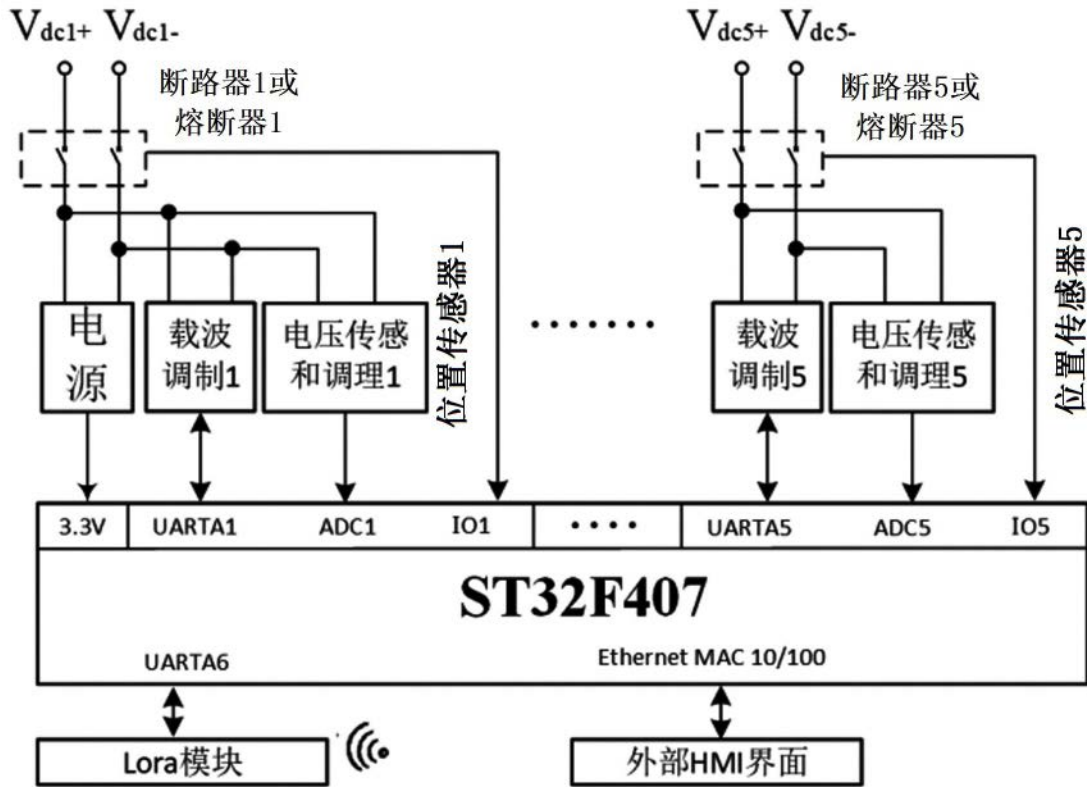 Vdc1+ Vdc1-
断路器1或
熔断器1
Vdc5+ Vdc5-
断路器5或
熔断器5
电
源
载波
调制1
电压传感
和调理1
位置传感器1
·······
载波
调制5
电压传感
和调理5
位置传感器5
3.3V UARTA1 ADC1 IO1 ···· UARTA5 ADC5 IO5
ST32F407
UARTA6 Ethernet MAC 10/100
Lora模块 外部HMI界面